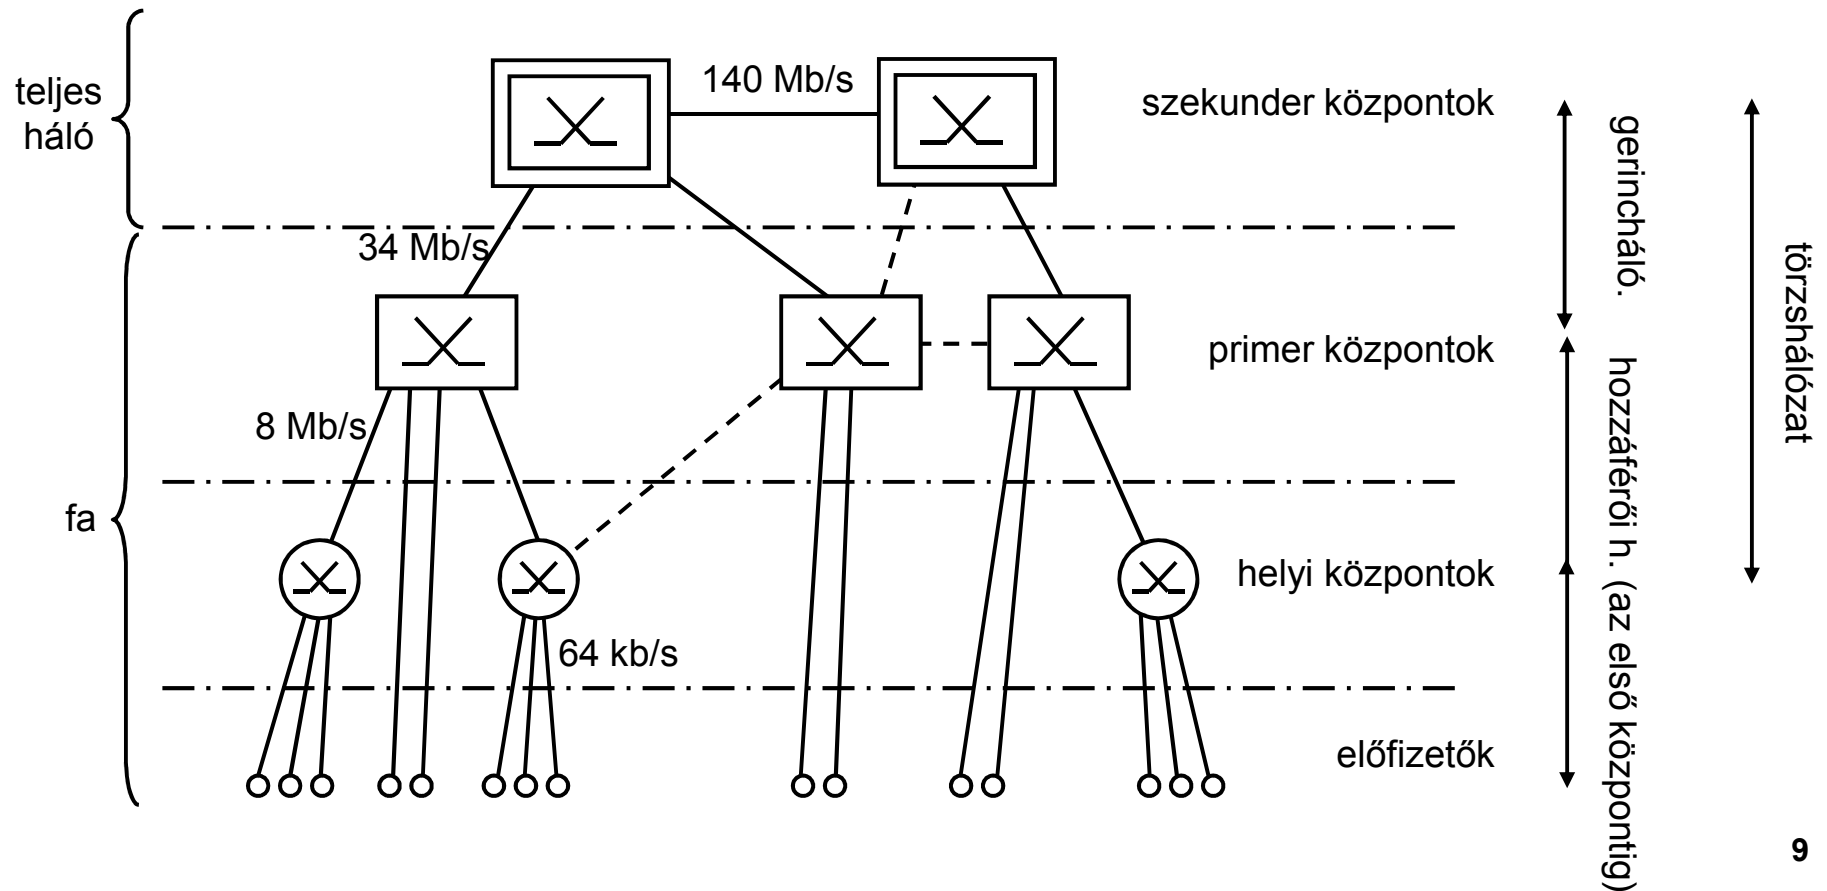 teljes
háló
140 Mb/s
szekunder központok
34 Mb/s
primer központok
8 Mb/s
fa
helyi központok
64 kb/s
előfizetők
gerincháló.
hozzáférői h. (az első központig)
törzshálózat
9